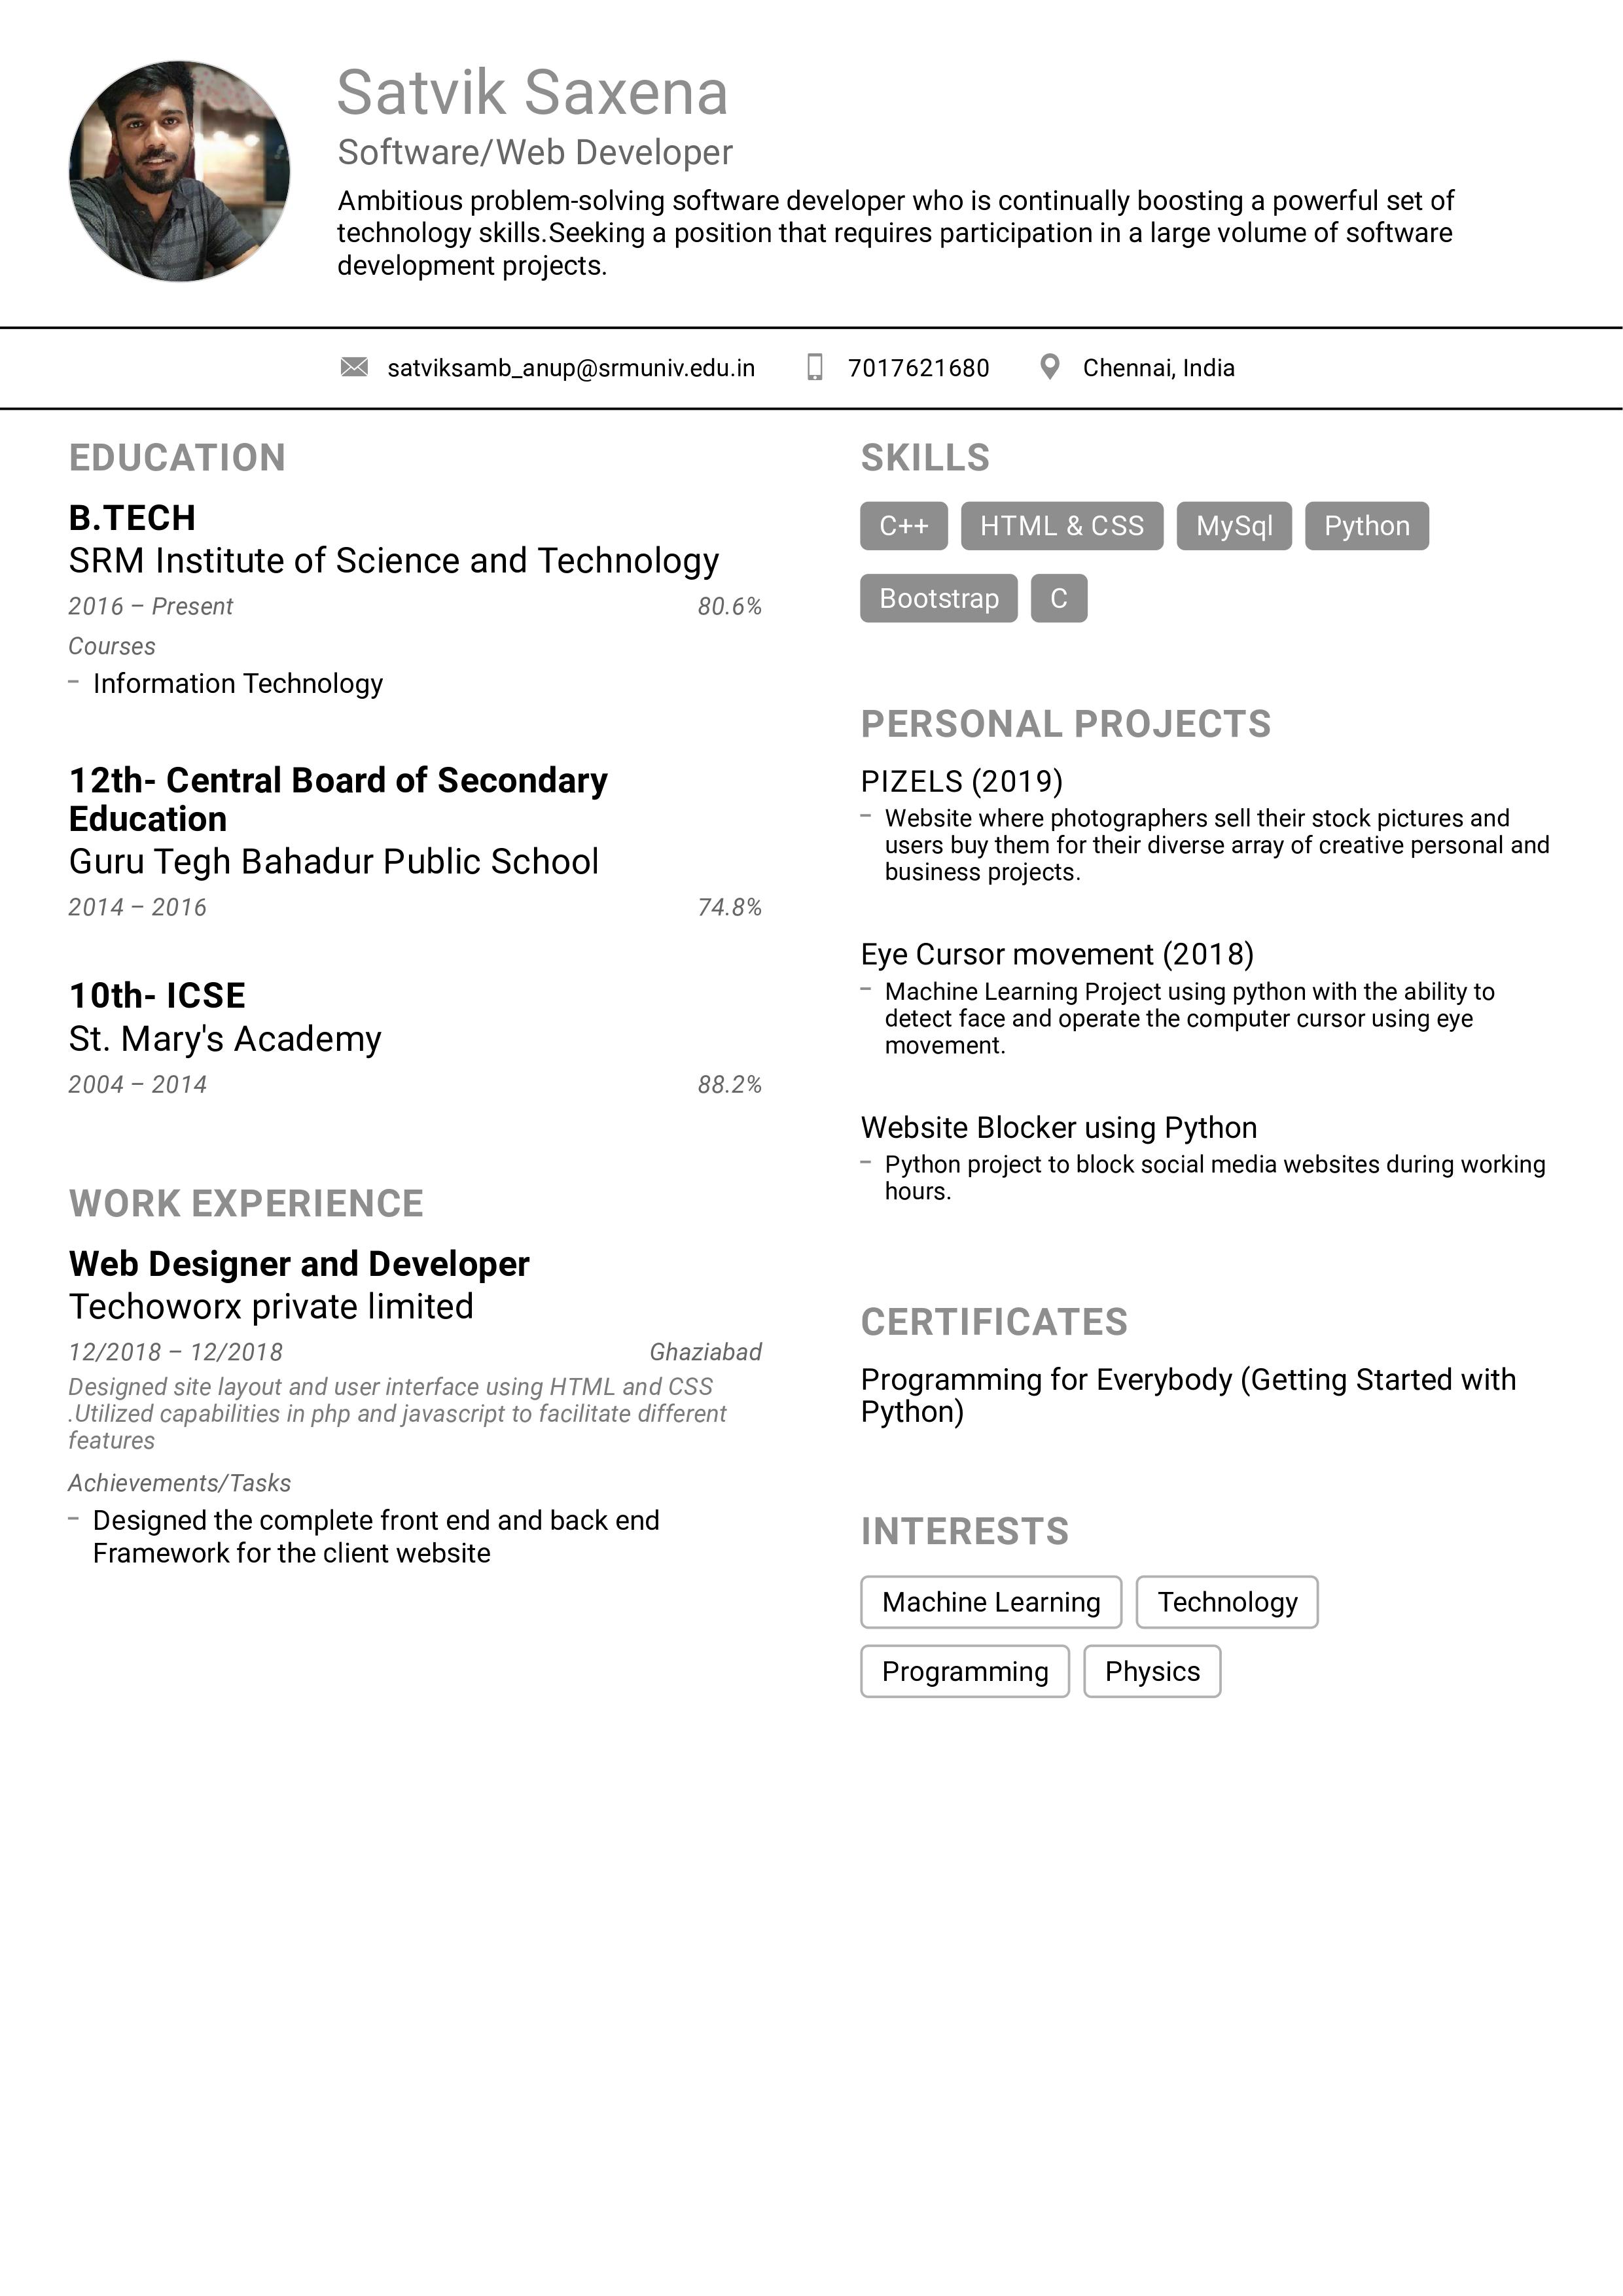 Satvik Saxena
Software/Web Developer
Ambitious problem-solving software developer who is continually boosting a powerful set of
technology skills.Seeking a position that requires participation in a large volume of software
development projects.
satviksamb_anup@srmuniv.edu.in 7017621680 Chennai, India
EDUCATION
B.TECH
SRM Institute of Science and Technology
2016 – Present 80.6%
Courses
– Information Technology
12th- Central Board of Secondary
Education
Guru Tegh Bahadur Public School
2014 – 2016 74.8%
10th- ICSE
St. Mary's Academy
2004 – 2014 88.2%
WORK EXPERIENCE
Web Designer and Developer
Techoworx private limited
12/2018 – 12/2018 Ghaziabad
Designed site layout and user interface using HTML and CSS
.Utilized capabilities in php and javascript to facilitate different
features
Achievements/Tasks
– Designed the complete front end and back end
Framework for the client website
SKILLS
C++ HTML & CSS MySql Python
Bootstrap C
PERSONAL PROJECTS
PIZELS (2019)
– Website where photographers sell their stock pictures and
users buy them for their diverse array of creative personal and
business projects.
Eye Cursor movement (2018)
– Machine Learning Project using python with the ability to
detect face and operate the computer cursor using eye
movement.
Website Blocker using Python
– Python project to block social media websites during working
hours.
CERTIFICATES
Programming for Everybody (Getting Started with
Python)
INTERESTS
Machine Learning Technology
Programming Physics